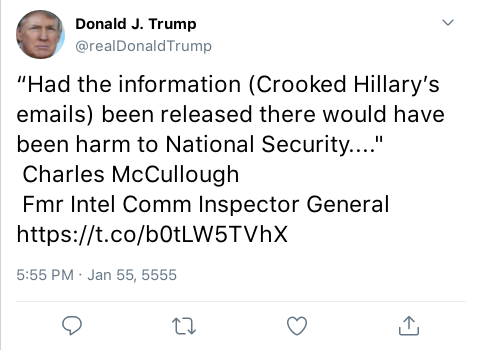 Donald J. Trump
@realDonaldTrump
“Had the information (Crooked Hillary’s
emails) been released there would have
been harm to National Security...."
Charles McCullough
Fmr Intel Comm Inspector General
https://t.co/b0tLW5TVhX
5:55 PM · Jan 55, 5555